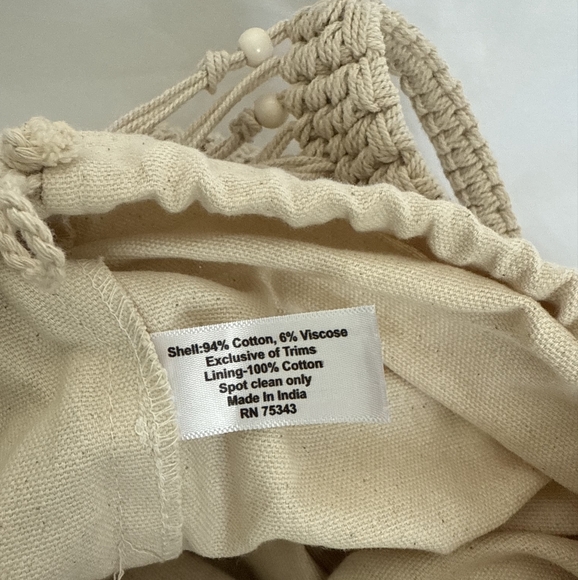 Shell:94% Cotton, 6% Viscose
Exclusive of Trims
Lining-100% Cotton
Spot clean only
Made In India
RN 75343